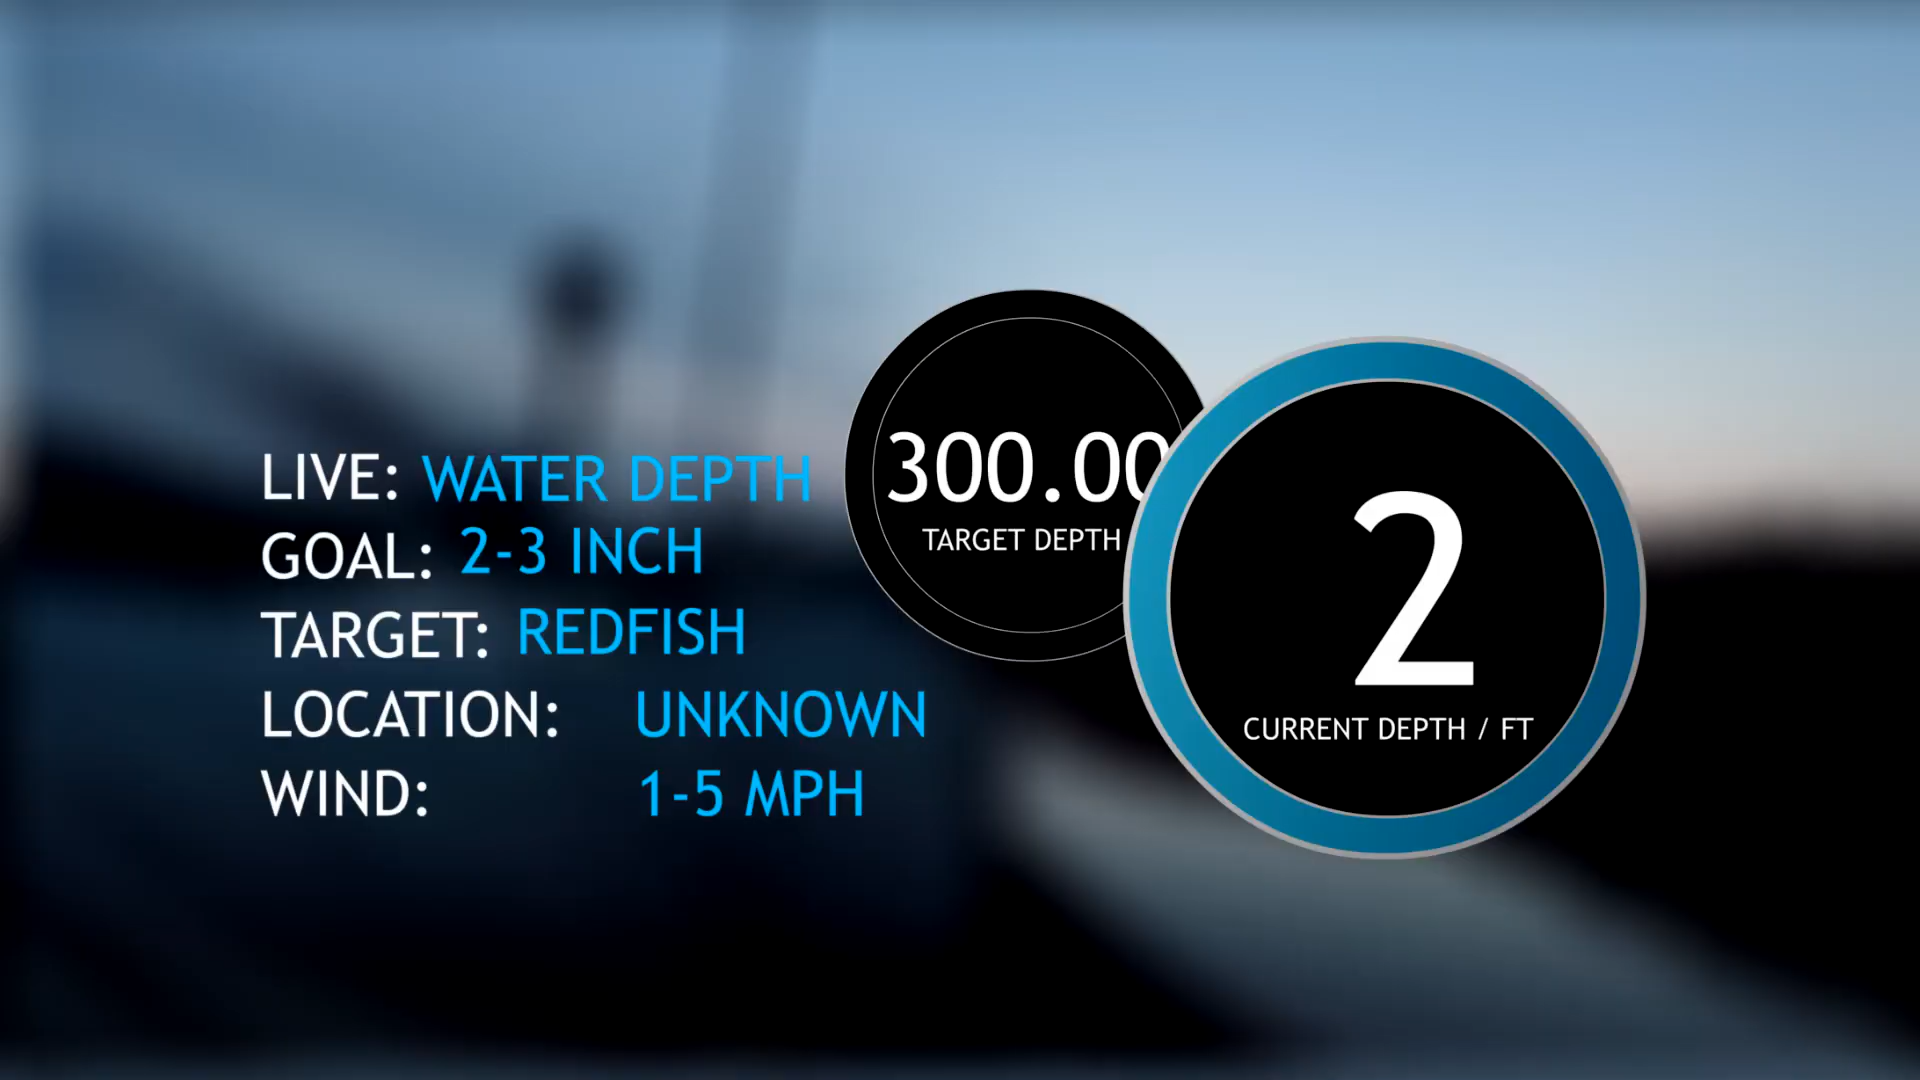 LIVE: WATER DEPTH
GOAL: 2-3 INCH
TARGET: REDFISH
LOCATION: UNKNOWN
WIND: 1-5 MPH
300.00
TARGET DEPTH
2
CURRENT DEPTH / FT